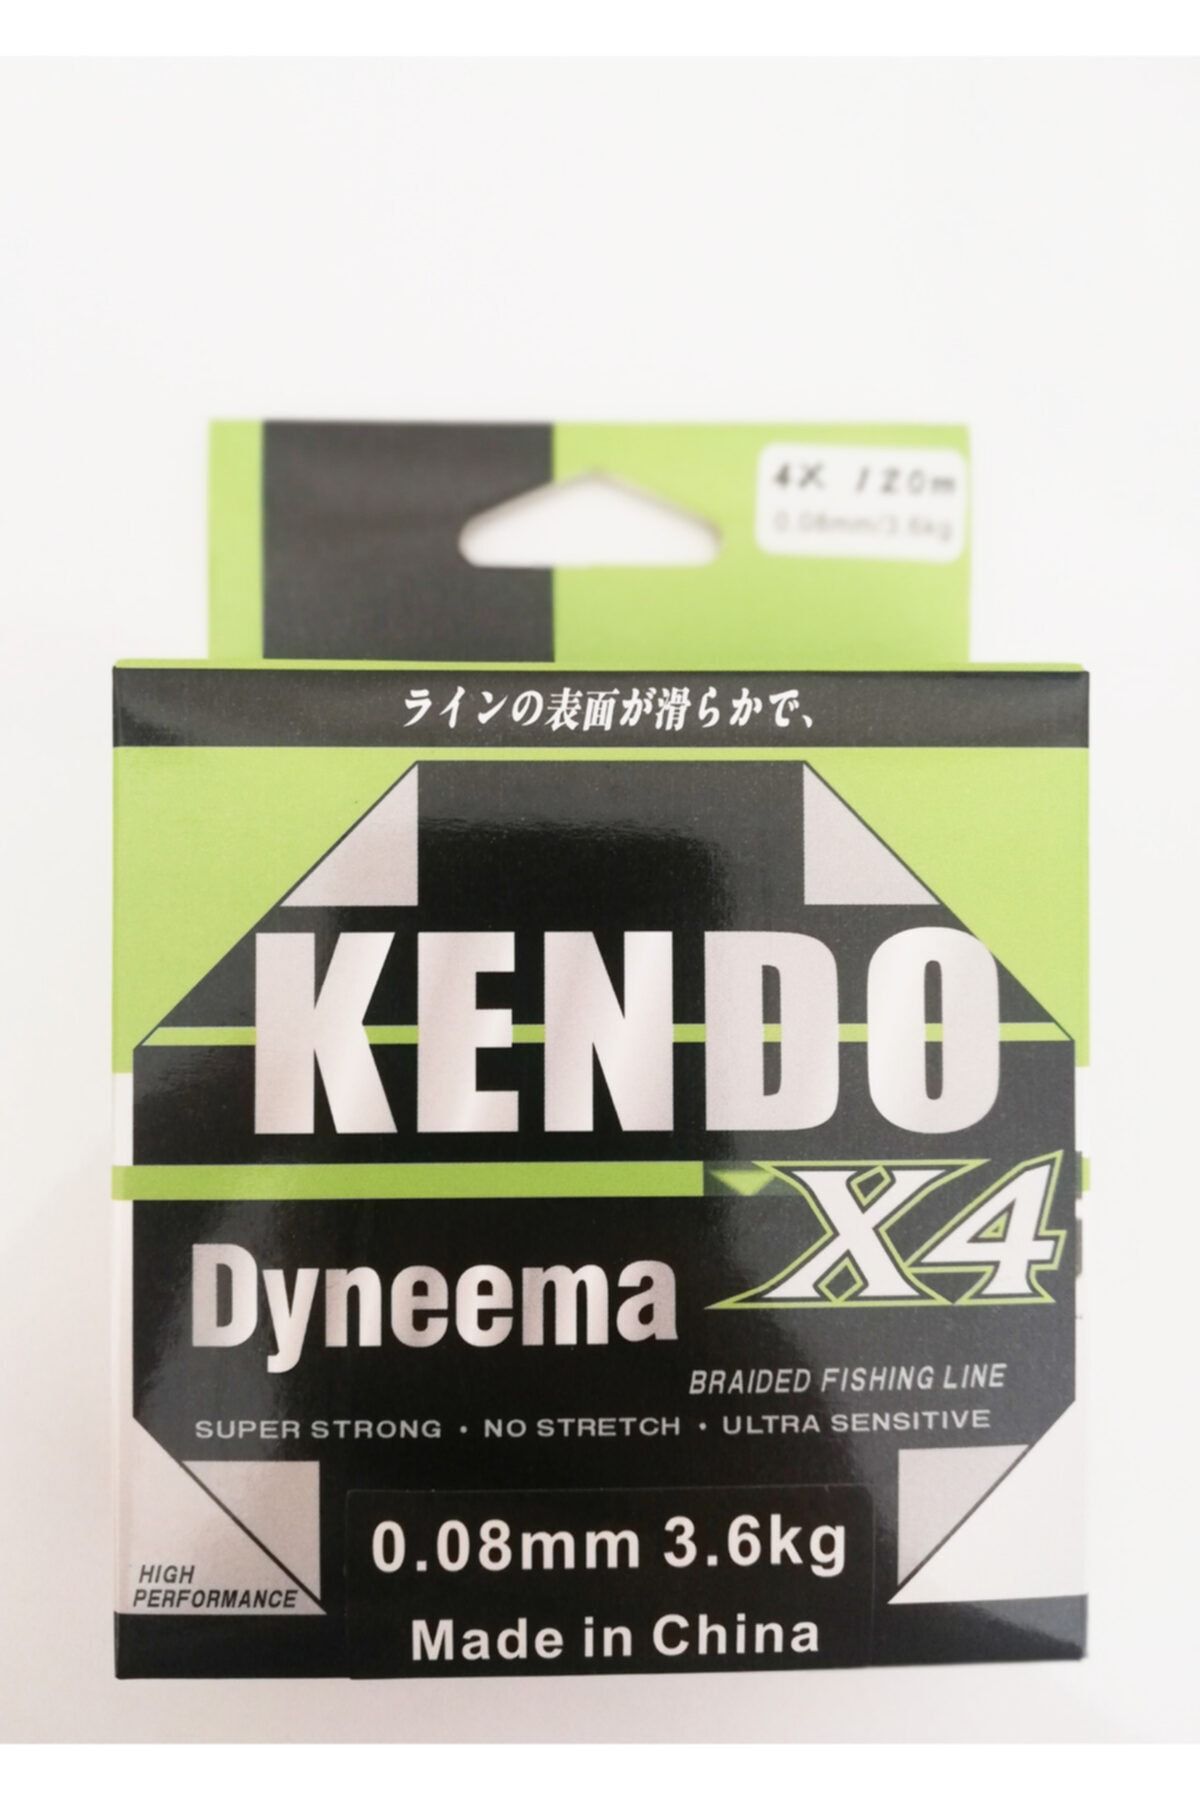 4X 120m
0.08mm/3.6kg
ラインの表面が滑らかで、
KENDO
X4
Dyneema
BRAIDED FISHING LINE
SUPER STRONG • NO STRETCH • ULTRA SENSITIVE
0.08mm 3.6kg
HIGH
PERFORMANCE
Made in China